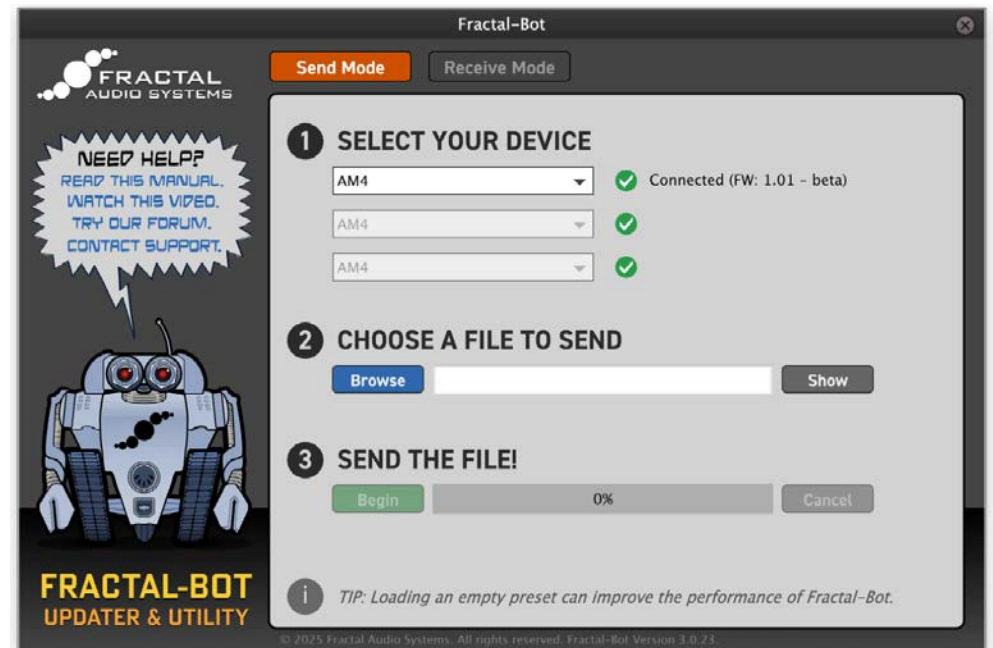 Fractal-Bot
FRACTAL
AUDIO SYSTEMS
Send Mode
Receive Mode
NEED HELP?
READ THIS MANUAL.
WATCH THIS VIDEO.
TRY OUR FORUM.
CONTACT SUPPORT.
1 SELECT YOUR DEVICE
AM4
Connected (FW: 1.01 - beta)
AM4
AM4
2 CHOOSE A FILE TO SEND
Browse
Show
3 SEND THE FILE!
Begin
0%
Cancel
FRACTAL-BOT
UPDATER & UTILITY
i TIP: Loading an empty preset can improve the performance of Fractal-Bot.
© 2025 Fractal Audio Systems. All rights reserved. Fractal-Bot Version 3.0.23.